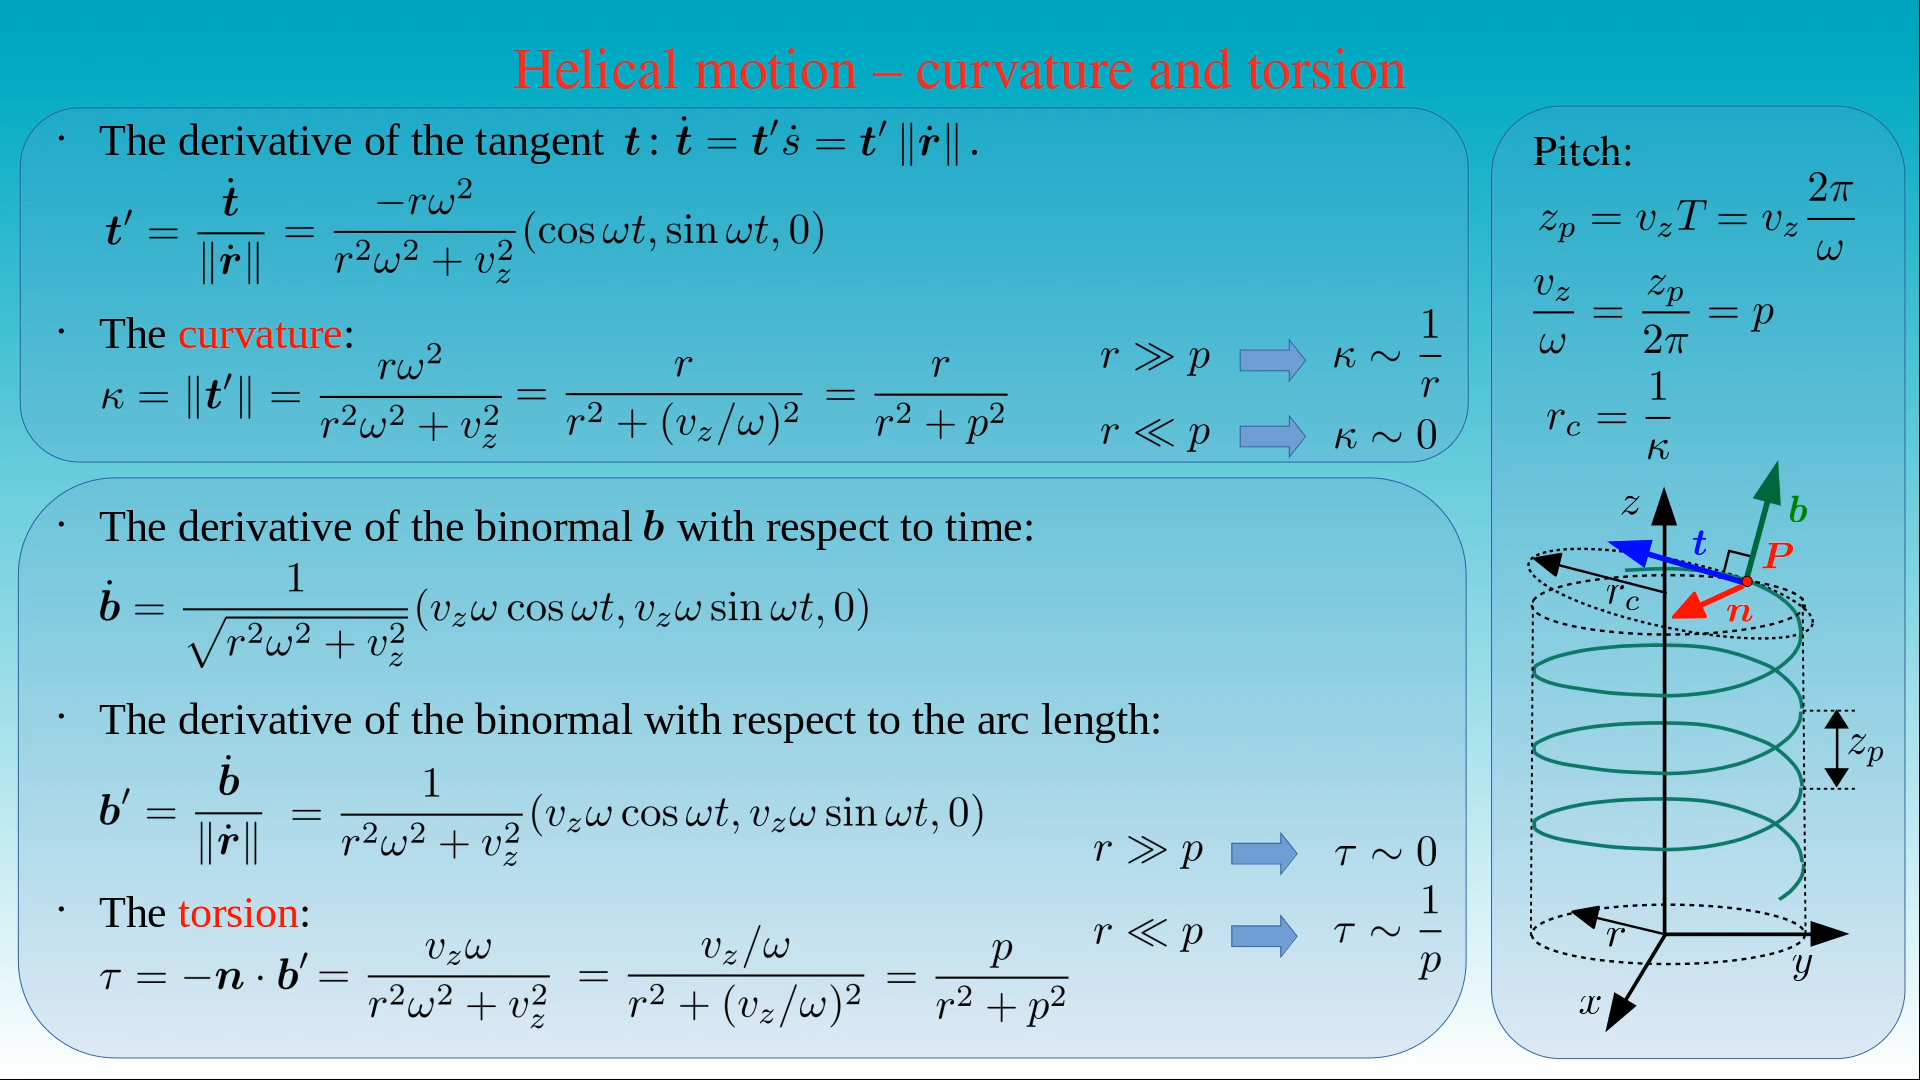 Helical motion – curvature and torsion
• The derivative of the tangent t: ṫ = t′ṡ = t′ ‖ṙ‖.
t′ = ṫ / ‖ṙ‖ = −rω² / (r²ω² + v_z²) (cos ωt, sin ωt, 0)
• The curvature:
κ = ‖t′‖ = rω² / (r²ω² + v_z²) = r / (r² + (v_z/ω)²) = r / (r² + p²)
r ≫ p ⇒ κ ∼ 1/r
r ≪ p ⇒ κ ∼ 0
• The derivative of the binormal b with respect to time:
ḃ = 1 / √(r²ω² + v_z²) (v_zω cos ωt, v_zω sin ωt, 0)
• The derivative of the binormal with respect to the arc length:
b′ = ḃ / ‖ṙ‖ = 1 / (r²ω² + v_z²) (v_zω cos ωt, v_zω sin ωt, 0)
• The torsion:
τ = −n · b′ = v_zω / (r²ω² + v_z²) = (v_z/ω) / (r² + (v_z/ω)²) = p / (r² + p²)
r ≫ p ⇒ τ ∼ 0
r ≪ p ⇒ τ ∼ 1/p
Pitch:
z_p = v_zT = v_z 2π/ω
v_z/ω = z_p/2π = p
r_c = 1/κ
z
b
t
P
r_c
n
z_p
r
y
x